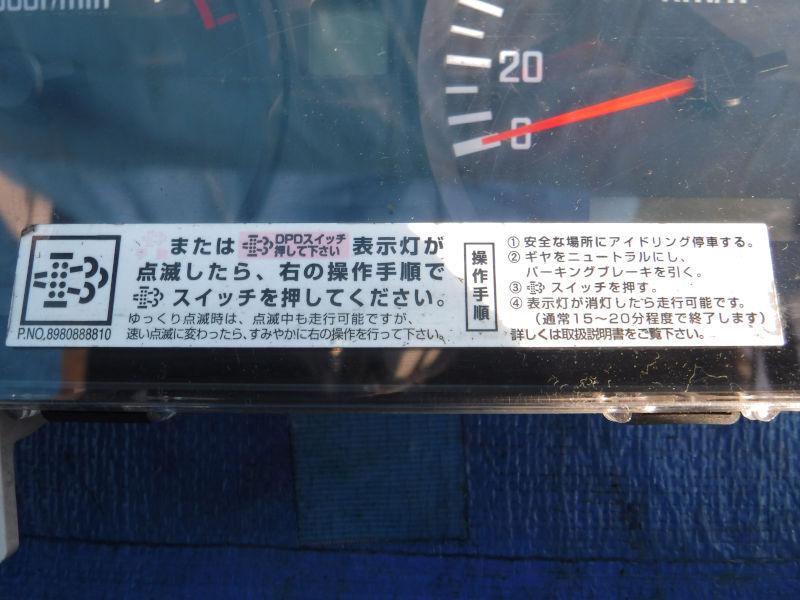 20
0
または DPDスイッチ 押して下さい 表示灯が
点滅したら、右の操作手順で
スイッチを押してください。
P.NO,8980888810
ゆっくり点滅時は、点滅中も走行可能ですが、
速い点滅に変わったら、すみやかに右の操作を行って下さい。
操作手順
① 安全な場所にアイドリング停車する。
② ギヤをニュートラルにし、
パーキングブレーキを引く。
③ スイッチを押す。
④ 表示灯が消灯したら走行可能です。
(通常15~20分程度で終了します)
詳しくは取扱説明書をご覧下さい。